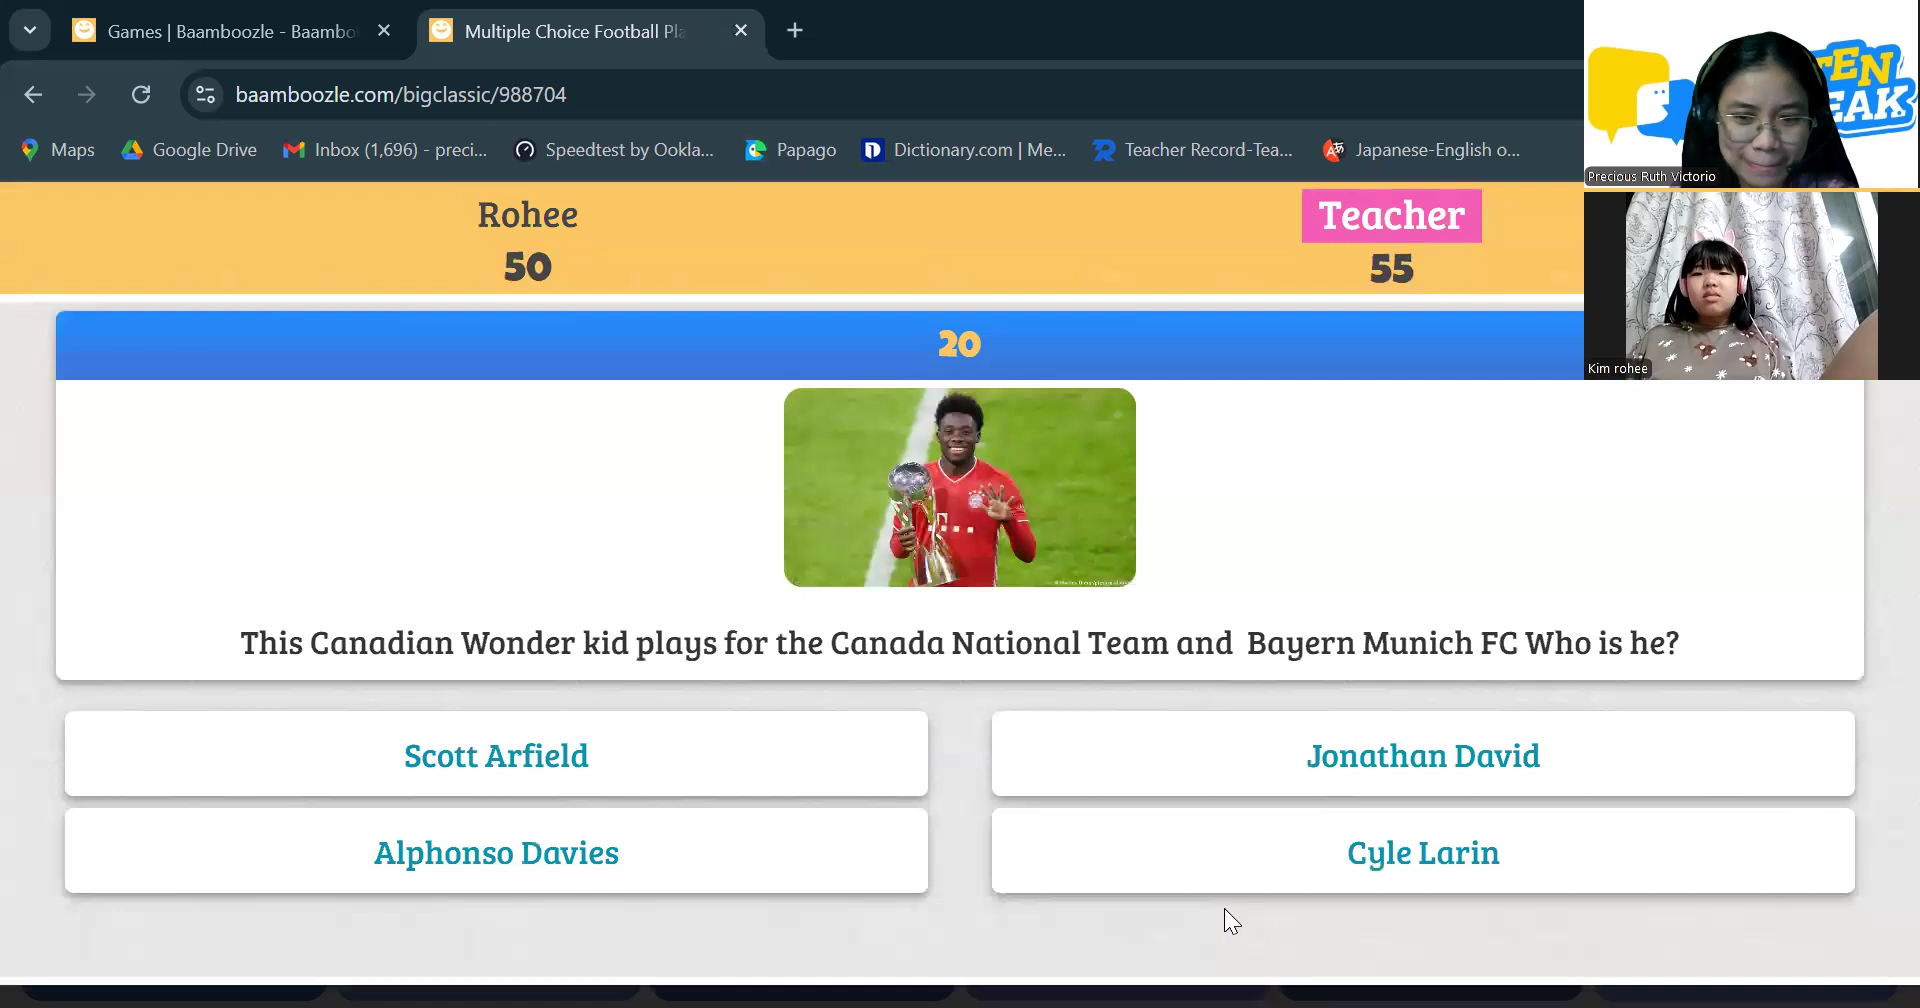 Games | Baamboozle - Baambo
Multiple Choice Football Pla
baamboozle.com/bigclassic/988704
Maps
Google Drive
Inbox (1,696) - preci...
Speedtest by Ookla...
Papago
Dictionary.com | Me...
Teacher Record-Tea...
Japanese-English o...
TEN
EAK
Precious Ruth Victorio
Kim rohee
Rohee
50
Teacher
55
20
This Canadian Wonder kid plays for the Canada National Team and Bayern Munich FC Who is he?
Scott Arfield
Jonathan David
Alphonso Davies
Cyle Larin